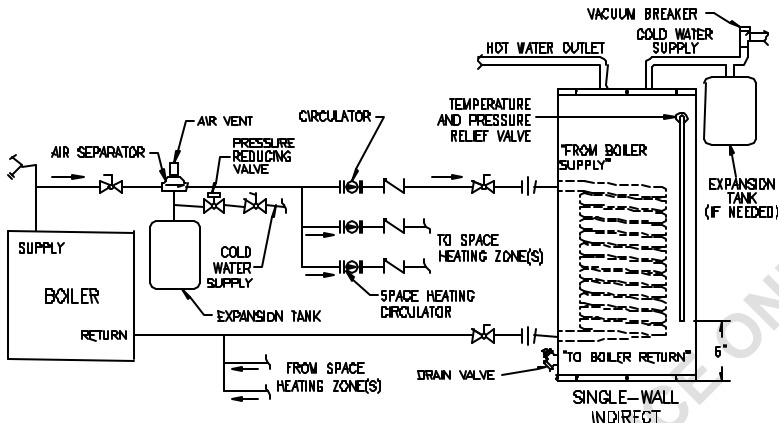 VACUUM BREAKER
COLD WATER
SUPPLY
HOT WATER OUTLET
AIR VENT
CIRCULATOR
TEMPERATURE
AND PRESSURE
RELIEF VALVE
AIR SEPARATOR
PRESSURE
REDUCING
VALVE
"FROM BOILER
SUPPLY"
EXPANSION
TANK
(IF NEEDED)
SUPPLY
COLD
WATER
SUPPLY
TO SPACE
HEATING ZONE(S)
BOILER
EXPANSION TANK
SPACE HEATING
CIRCULATOR
RETURN
"TO BOILER RETURN"
6"
FROM SPACE
HEATING ZONE(S)
DRAIN VALVE
SINGLE-WALL
INDIRECT
CE ON